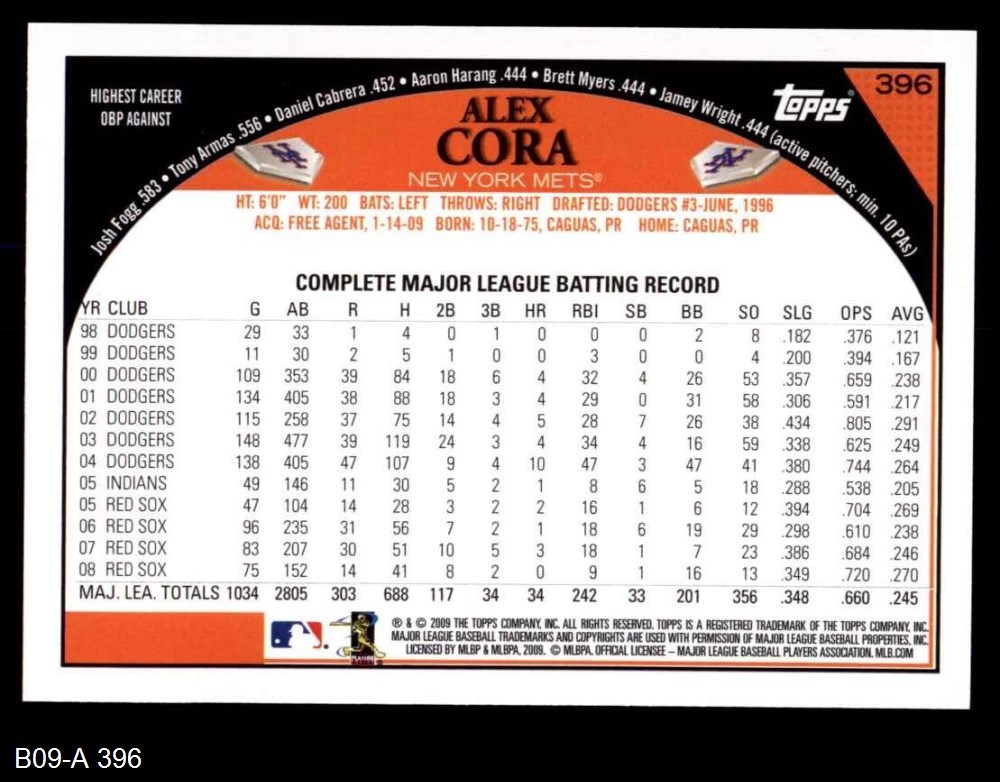 396
topps®
HIGHEST CAREER
OBP AGAINST
Josh Fogg .583 • Tony Armas .556 • Daniel Cabrera .452 • Aaron Harang .444 • Brett Myers .444 • Jamey Wright .444 (active pitchers; min. 10 PAs)
ALEX
CORA
NEW YORK METS®
HT: 6'0" WT: 200 BATS: LEFT THROWS: RIGHT DRAFTED: DODGERS #3-JUNE, 1996
ACQ: FREE AGENT, 1-14-09 BORN: 10-18-75, CAGUAS, PR HOME: CAGUAS, PR
COMPLETE MAJOR LEAGUE BATTING RECORD
YR CLUB G AB R H 2B 3B HR RBI SB BB SO SLG OPS AVG
98 DODGERS 29 33 1 4 0 1 0 0 0 2 8 .182 .376 .121
99 DODGERS 11 30 2 5 1 0 0 3 0 0 4 .200 .394 .167
00 DODGERS 109 353 39 84 18 6 4 32 4 26 53 .357 .659 .238
01 DODGERS 134 405 38 88 18 3 4 29 0 31 58 .306 .591 .217
02 DODGERS 115 258 37 75 14 4 5 28 7 26 38 .434 .805 .291
03 DODGERS 148 477 39 119 24 3 4 34 4 16 59 .338 .625 .249
04 DODGERS 138 405 47 107 9 4 10 47 3 47 41 .380 .744 .264
05 INDIANS 49 146 11 30 5 2 1 8 6 5 18 .288 .538 .205
05 RED SOX 47 104 14 28 3 2 2 16 1 6 12 .394 .704 .269
06 RED SOX 96 235 31 56 7 2 1 18 6 19 29 .298 .610 .238
07 RED SOX 83 207 30 51 10 5 3 18 1 7 23 .386 .684 .246
08 RED SOX 75 152 14 41 8 2 0 9 1 16 13 .349 .720 .270
MAJ. LEA. TOTALS 1034 2805 303 688 117 34 34 242 33 201 356 .348 .660 .245
® & © 2009 THE TOPPS COMPANY, INC. ALL RIGHTS RESERVED. TOPPS IS A REGISTERED TRADEMARK OF THE TOPPS COMPANY, INC.
MAJOR LEAGUE BASEBALL TRADEMARKS AND COPYRIGHTS ARE USED WITH PERMISSION OF MAJOR LEAGUE BASEBALL PROPERTIES, INC.
LICENSED BY MLBP & MLBPA, 2009. © MLBPA. OFFICIAL LICENSEE – MAJOR LEAGUE BASEBALL PLAYERS ASSOCIATION. MLB.COM
B09-A 396